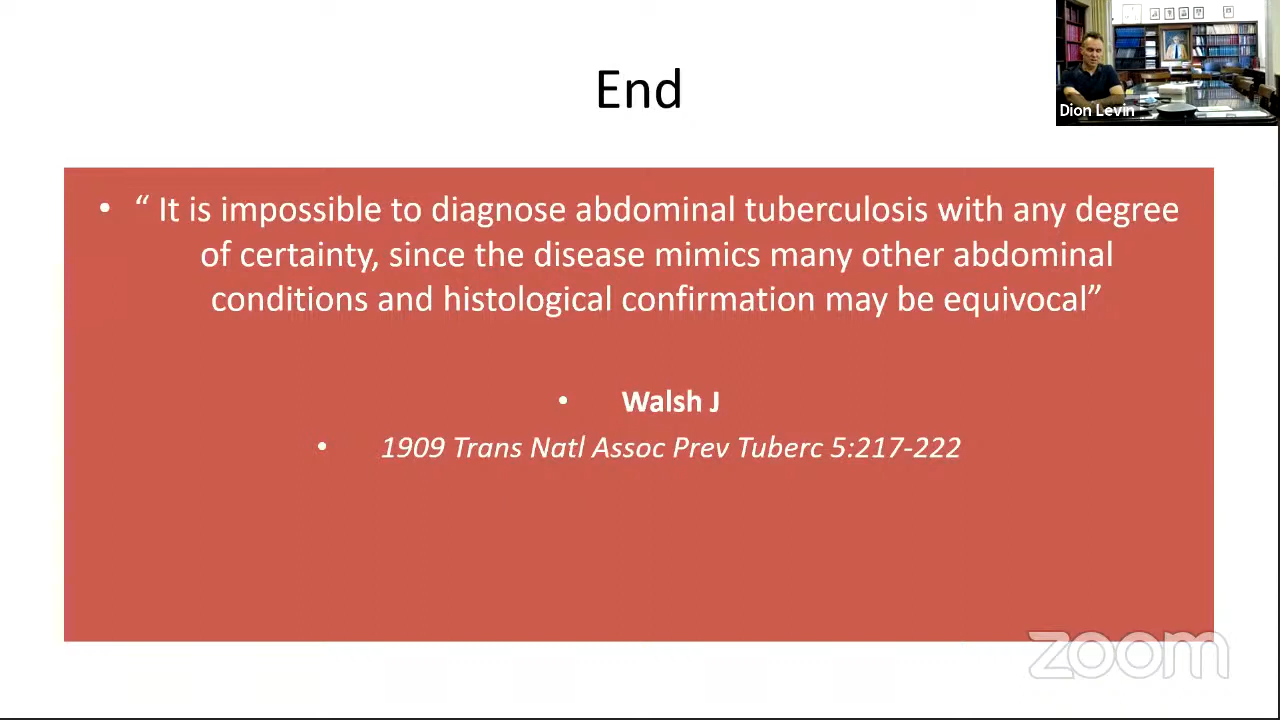 End
Dion Levin
• “ It is impossible to diagnose abdominal tuberculosis with any degree
of certainty, since the disease mimics many other abdominal
conditions and histological confirmation may be equivocal”
• Walsh J
• 1909 Trans Natl Assoc Prev Tuberc 5:217-222
zoom